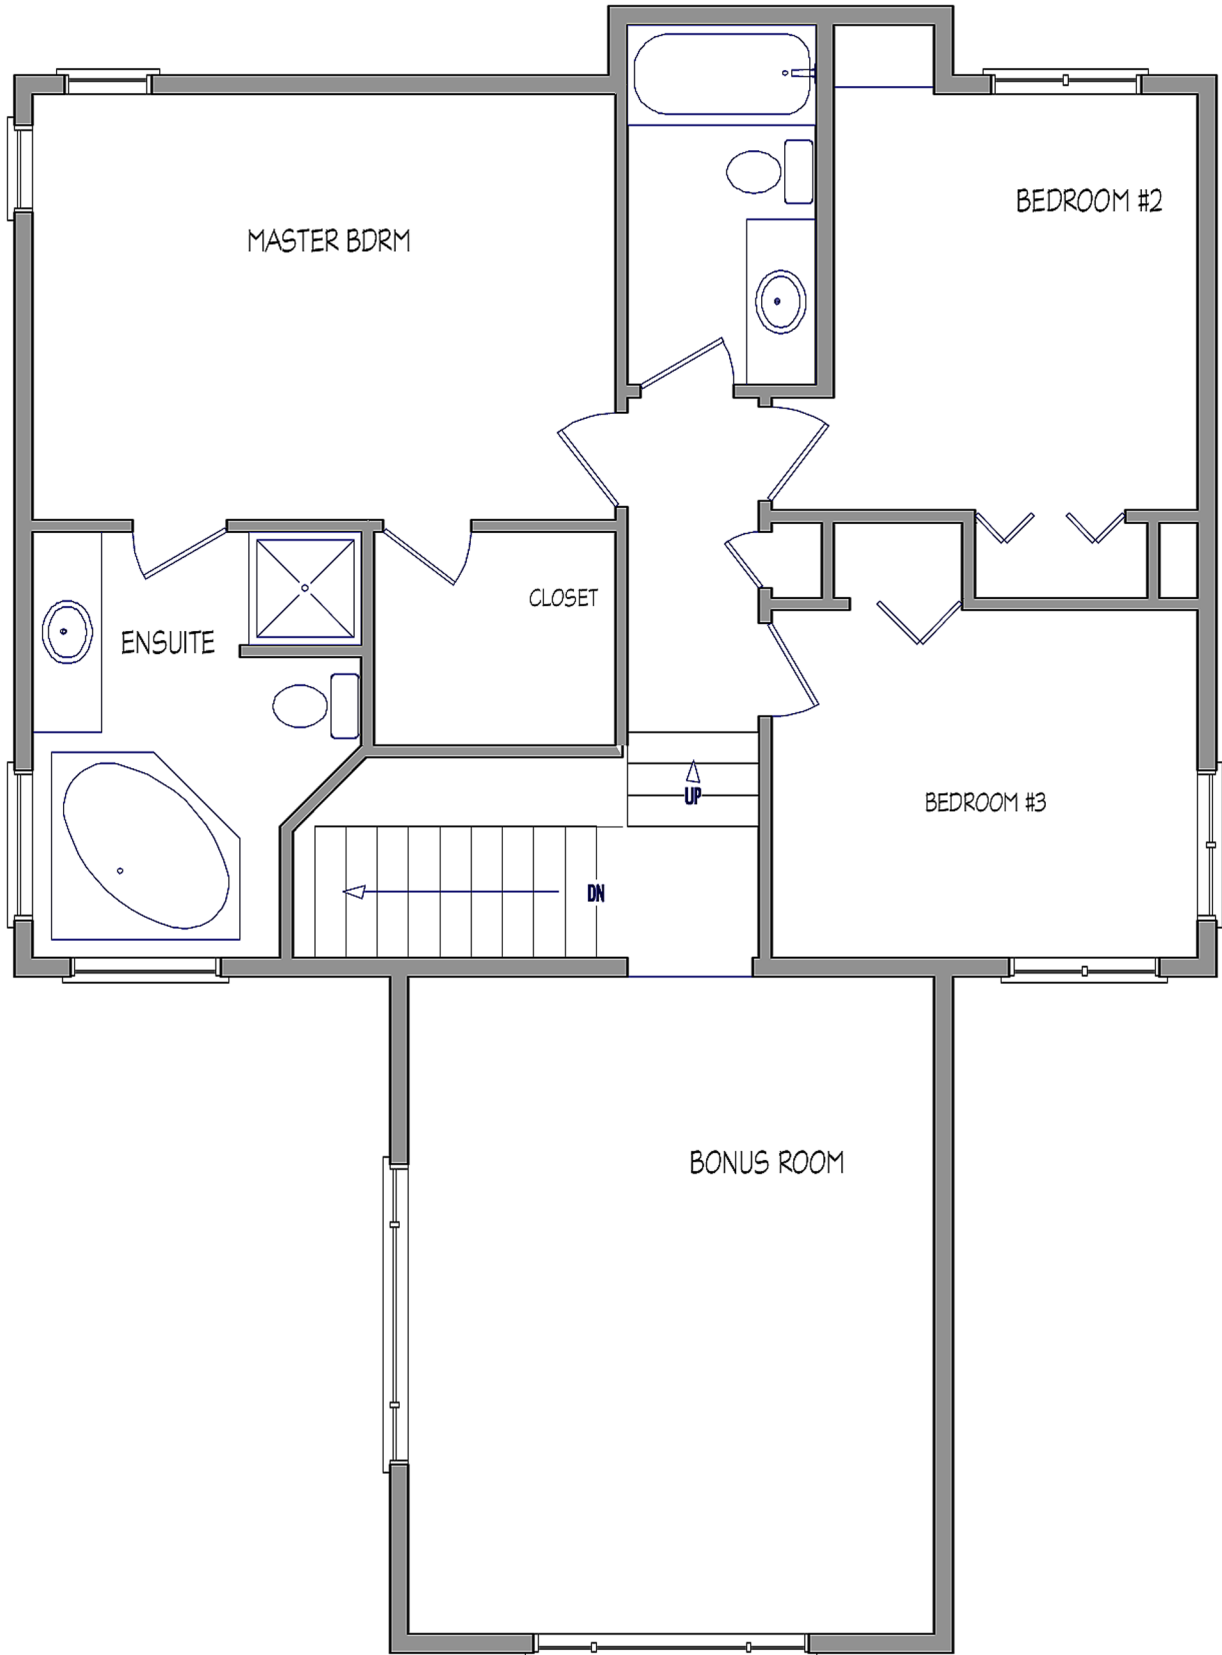 BEDROOM #2
MASTER BDRM
CLOSET
ENSUITE
UP
BEDROOM #3
DN
BONUS ROOM